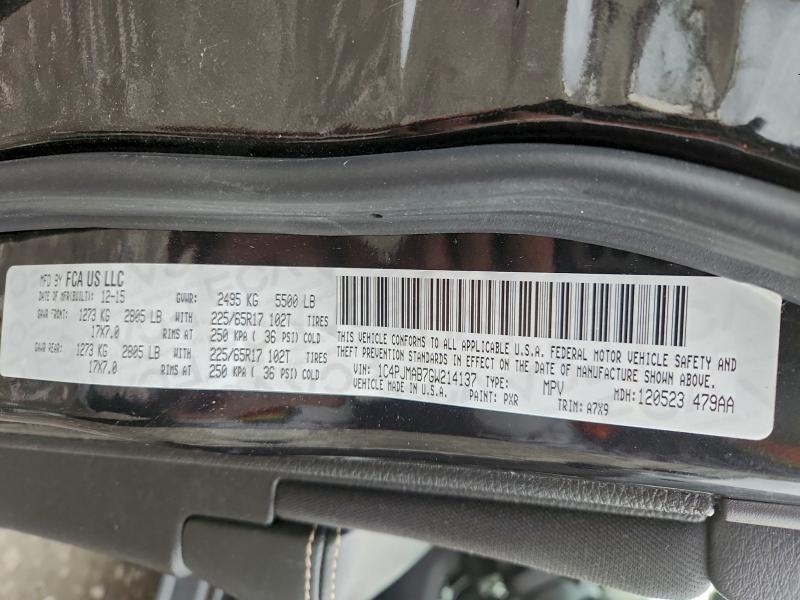 MFD BY FCA US LLC
DATE OF MFR(BUILT): 12-15 GVWR: 2495 KG 5500 LB
GAWR FRONT: 1273 KG 2805 LB WITH 225/65R17 102T TIRES
17X7.0 RIMS AT 250 KPA ( 36 PSI) COLD
GAWR REAR: 1273 KG 2805 LB WITH 225/65R17 102T TIRES
17X7.0 RIMS AT 250 KPA ( 36 PSI) COLD
THIS VEHICLE CONFORMS TO ALL APPLICABLE U.S.A. FEDERAL MOTOR VEHICLE SAFETY AND
THEFT PREVENTION STANDARDS IN EFFECT ON THE DATE OF MANUFACTURE SHOWN ABOVE.
VIN: 1C4PJMAB7GW214137 TYPE: MPV MDH: 120523 479AA
VEHICLE MADE IN U.S.A. PAINT: PXR TRIM: A7X9